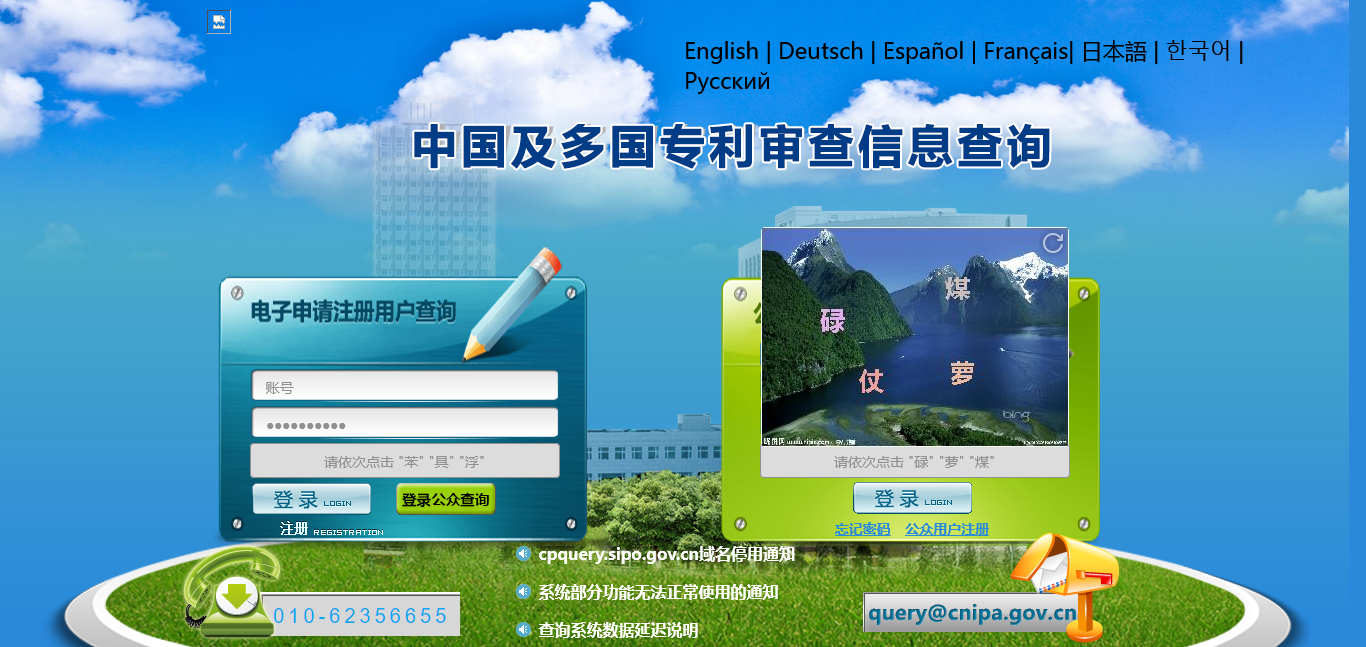 English | Deutsch | Español | Français| 日本語 | 한국어 |
Русский
中国及多国专利审查信息查询
电子申请注册用户查询
账号
请依次点击 "苯" "具" "浮"
登录 LOGIN
登录公众查询
注册 REGISTRATION
煤
碌
萝
仗
bing
请依次点击 "碌" "萝" "煤"
登录 LOGIN
忘记密码 公众用户注册
cpquery.sipo.gov.cn域名停用通知
系统部分功能无法正常使用的通知
查询系统数据延迟说明
010-62356655
query@cnipa.gov.cn